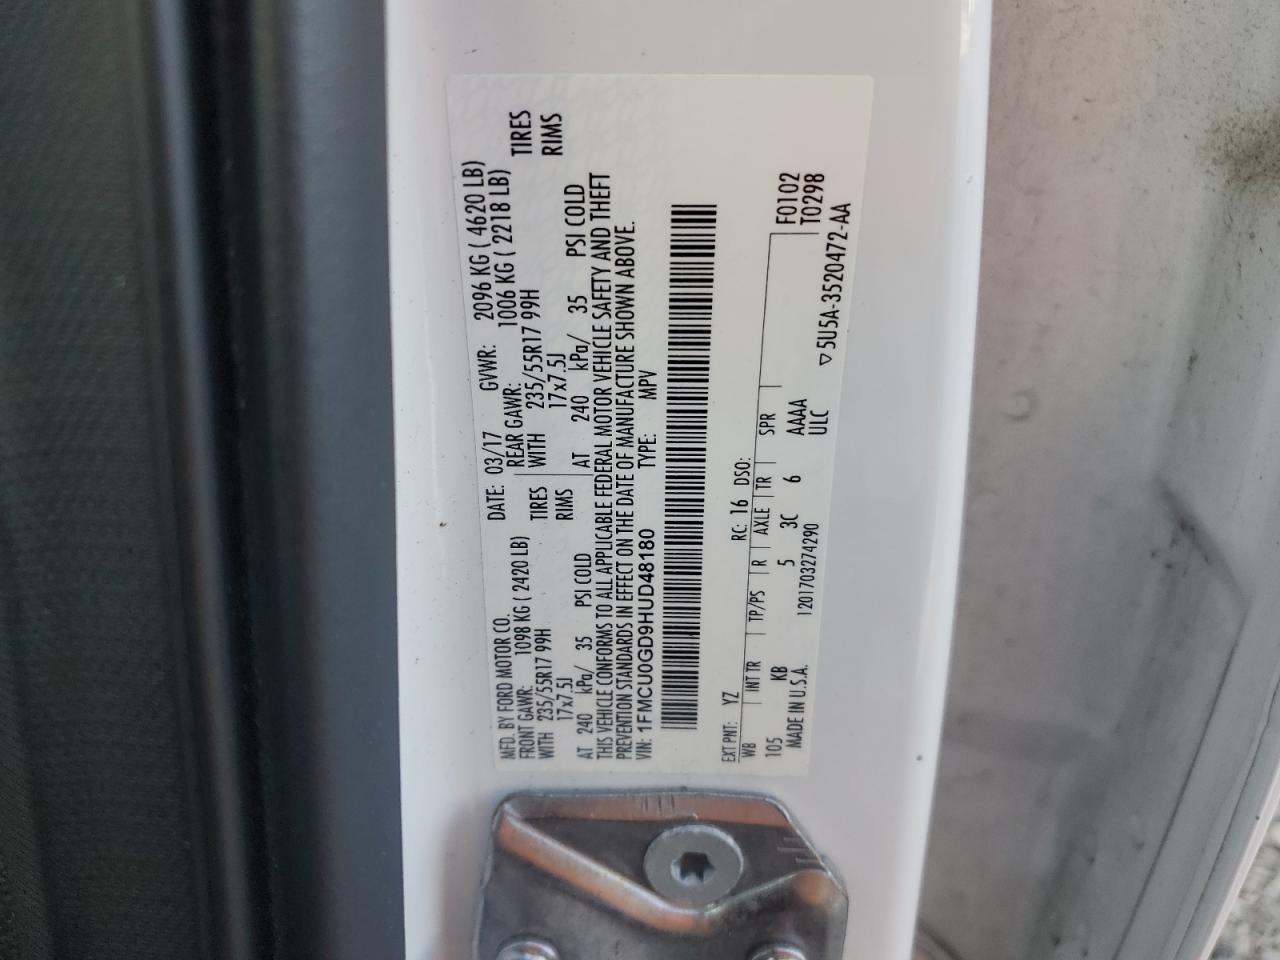 MFD. BY FORD MOTOR CO.
DATE: 03/17 GVWR: 2096 KG ( 4620 LB)
FRONT GAWR: 1098 KG ( 2420 LB) REAR GAWR: 1006 KG ( 2218 LB)
WITH 235/55R17 99H TIRES WITH 235/55R17 99H TIRES
17x7.5J RIMS 17x7.5J RIMS
AT 240 kPa/ 35 PSI COLD AT 240 kPa/ 35 PSI COLD
THIS VEHICLE CONFORMS TO ALL APPLICABLE FEDERAL MOTOR VEHICLE SAFETY AND THEFT
PREVENTION STANDARDS IN EFFECT ON THE DATE OF MANUFACTURE SHOWN ABOVE.
VIN: 1FMCU0GD9HUD48180 TYPE: MPV
EXT PNT: YZ RC: 16 DSO:
WB INT TR TP/PS R AXLE TR SPR F0102
105 KB 5 3C 6 AAAA T0298
MADE IN U.S.A. 1201703274290 ULC
▽5U5A-3520472-AA